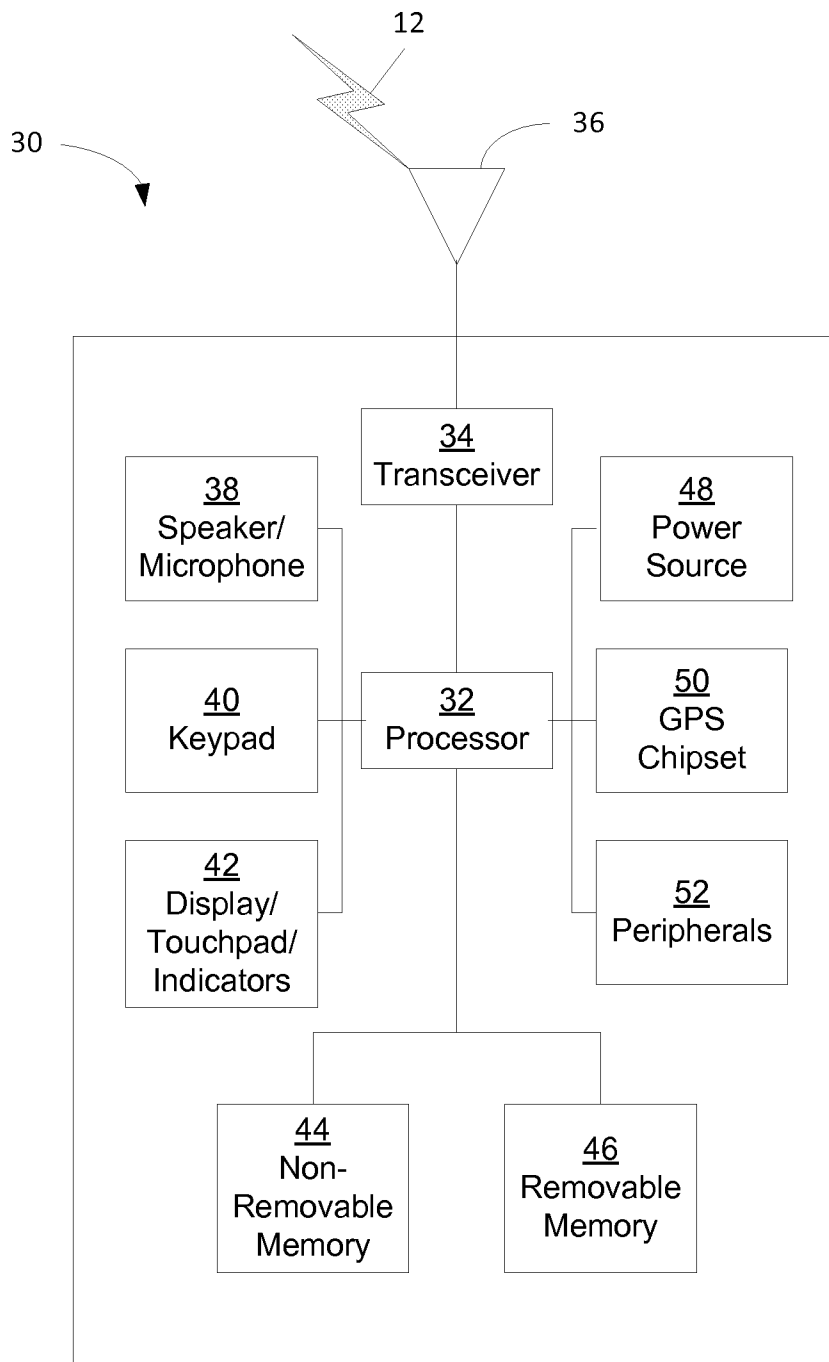 12
36
30
34
Transceiver
38
Speaker/
Microphone
48
Power
Source
40
Keypad
32
Processor
50
GPS
Chipset
42
Display/
Touchpad/
Indicators
52
Peripherals
44
Non-
Removable
Memory
46
Removable
Memory